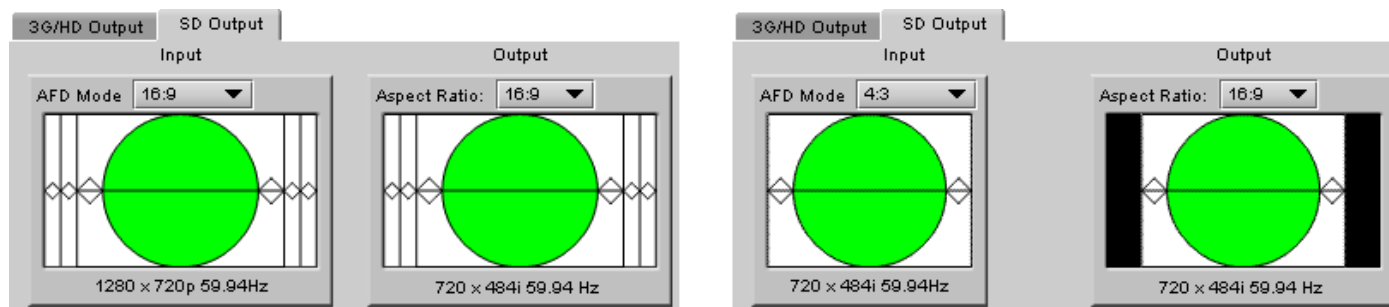 3G/HD Output SD Output
Input Output
AFD Mode 16:9 Aspect Ratio: 16:9
1280 x 720p 59.94Hz 720 x 484i 59.94 Hz
3G/HD Output SD Output
Input Output
AFD Mode 4:3 Aspect Ratio: 16:9
720 x 484i 59.94Hz 720 x 484i 59.94 Hz